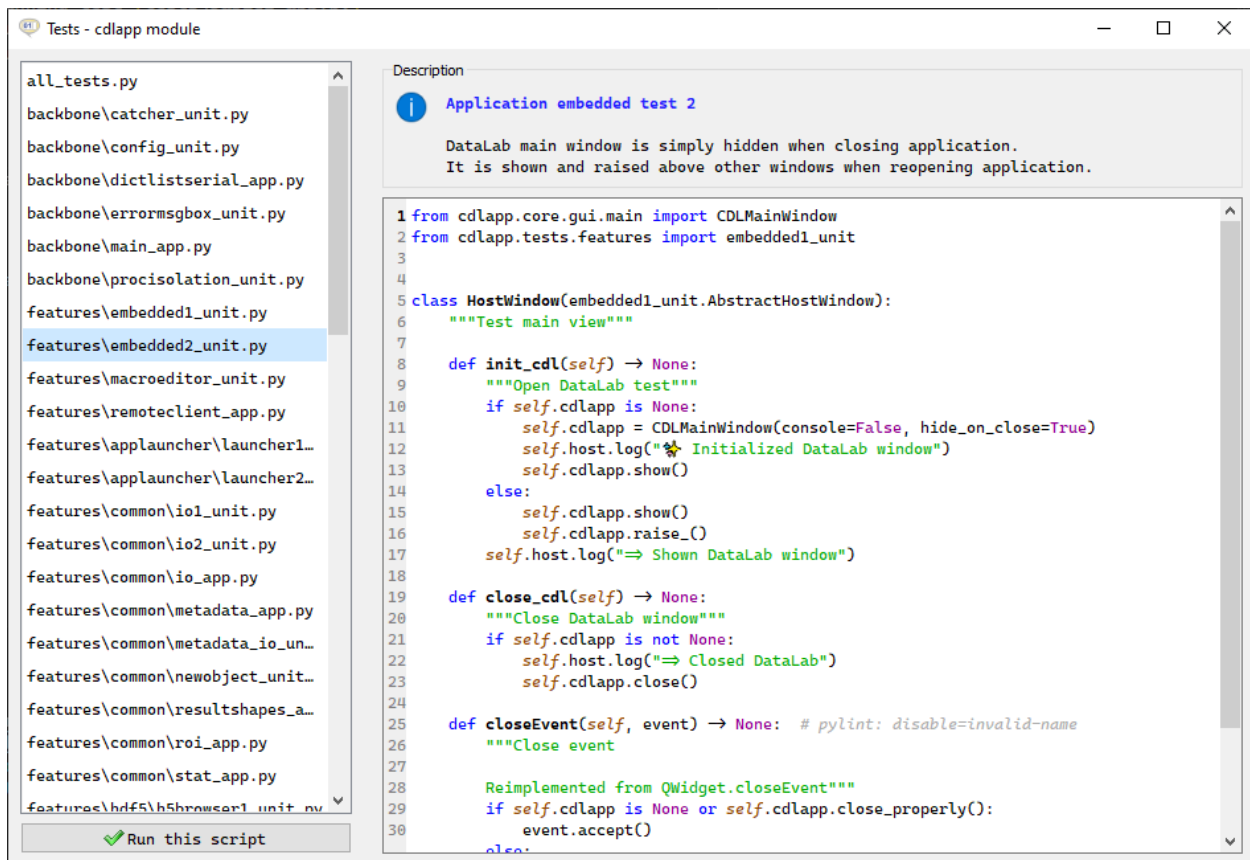 Tests - cdlapp module
all_tests.py
backbone\catcher_unit.py
backbone\config_unit.py
backbone\dictlistserial_app.py
backbone\errormsgbox_unit.py
backbone\main_app.py
backbone\procisolation_unit.py
features\embedded1_unit.py
features\embedded2_unit.py
features\macroeditor_unit.py
features\remoteclient_app.py
features\applauncher\launcher1…
features\applauncher\launcher2…
features\common\io1_unit.py
features\common\io2_unit.py
features\common\io_app.py
features\common\metadata_app.py
features\common\metadata_io_un…
features\common\newobject_unit…
features\common\resultshapes_a…
features\common\roi_app.py
features\common\stat_app.py
features\hdf5\h5browser1_unit.py
Run this script
Description
Application embedded test 2
DataLab main window is simply hidden when closing application.
It is shown and raised above other windows when reopening application.
1 from cdlapp.core.gui.main import CDLMainWindow
2 from cdlapp.tests.features import embedded1_unit
3
4
5 class HostWindow(embedded1_unit.AbstractHostWindow):
6     """Test main view"""
7
8     def init_cdl(self) → None:
9         """Open DataLab test"""
10         if self.cdlapp is None:
11             self.cdlapp = CDLMainWindow(console=False, hide_on_close=True)
12             self.host.log("✨ Initialized DataLab window")
13             self.cdlapp.show()
14         else:
15             self.cdlapp.show()
16             self.cdlapp.raise_()
17         self.host.log("⇒ Shown DataLab window")
18
19     def close_cdl(self) → None:
20         """Close DataLab window"""
21         if self.cdlapp is not None:
22             self.host.log("⇒ Closed DataLab")
23             self.cdlapp.close()
24
25     def closeEvent(self, event) → None:  # pylint: disable=invalid-name
26         """Close event
27
28         Reimplemented from QWidget.closeEvent"""
29         if self.cdlapp is None or self.cdlapp.close_properly():
30             event.accept()
else: